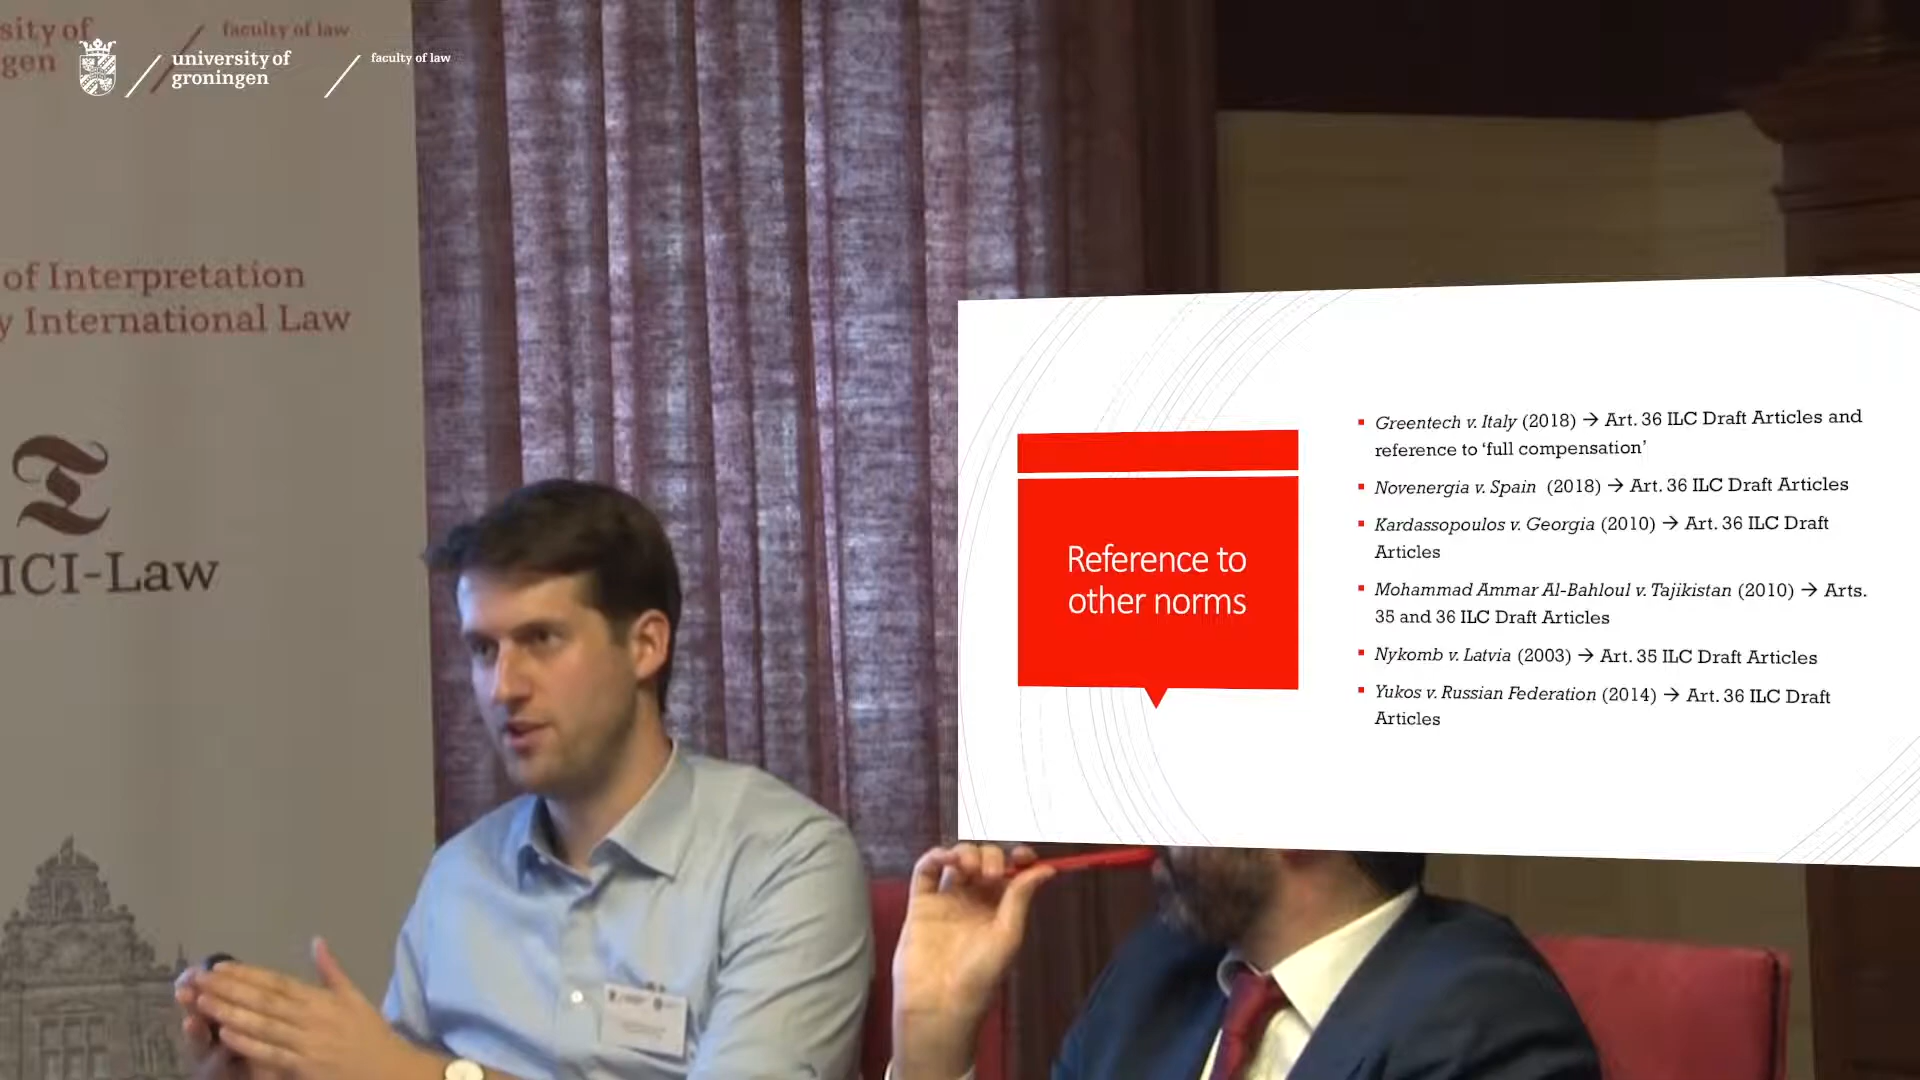 sity of
gen
faculty of law
university of
groningen
faculty of law
of Interpretation
y International Law
ICI-Law
Reference to
other norms
▪ Greentech v. Italy (2018) → Art. 36 ILC Draft Articles and
reference to ‘full compensation’
▪ Novenergia v. Spain (2018) → Art. 36 ILC Draft Articles
▪ Kardassopoulos v. Georgia (2010) → Art. 36 ILC Draft
Articles
▪ Mohammad Ammar Al-Bahloul v. Tajikistan (2010) → Arts.
35 and 36 ILC Draft Articles
▪ Nykomb v. Latvia (2003) → Art. 35 ILC Draft Articles
▪ Yukos v. Russian Federation (2014) → Art. 36 ILC Draft
Articles